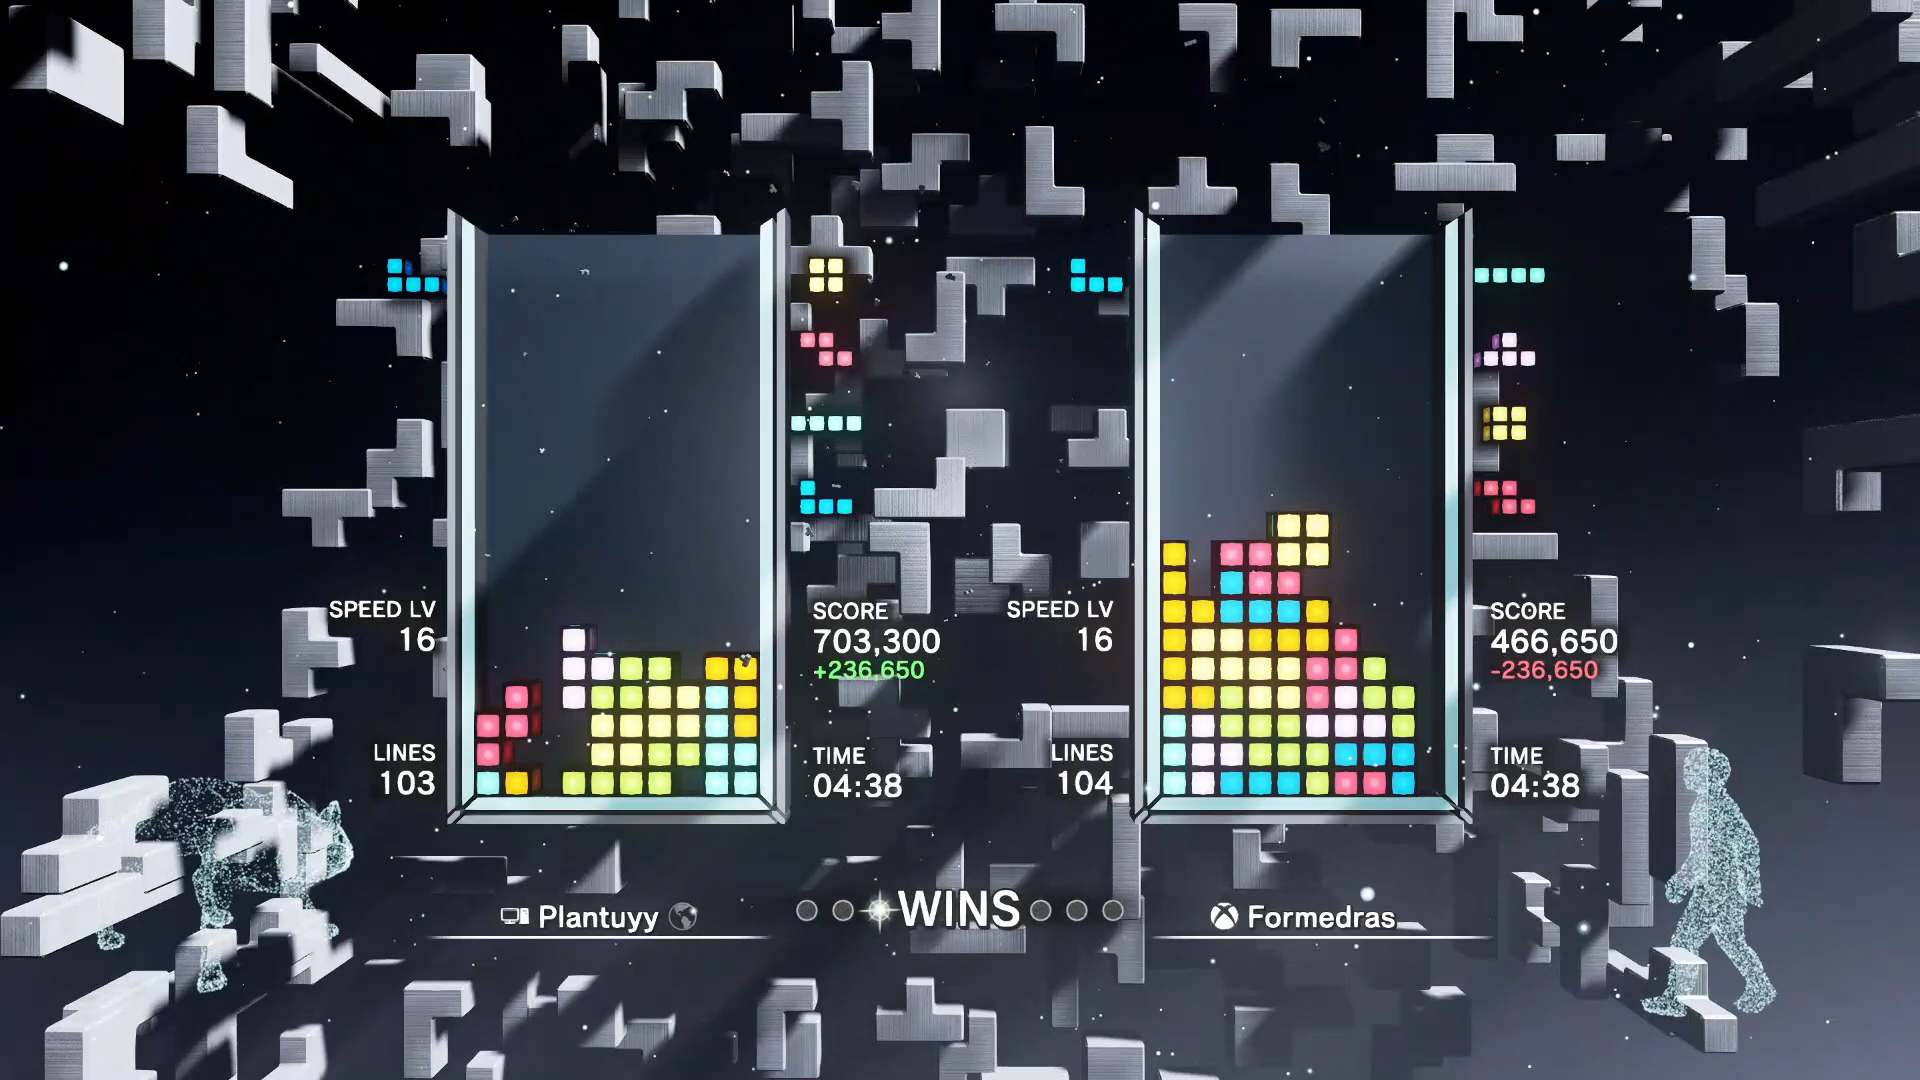 SPEED LV
16
LINES
103
SCORE
703,300
+236,650
TIME
04:38
SPEED LV
16
LINES
104
SCORE
466,650
-236,650
TIME
04:38
Plantuyy
WINS
Formedras